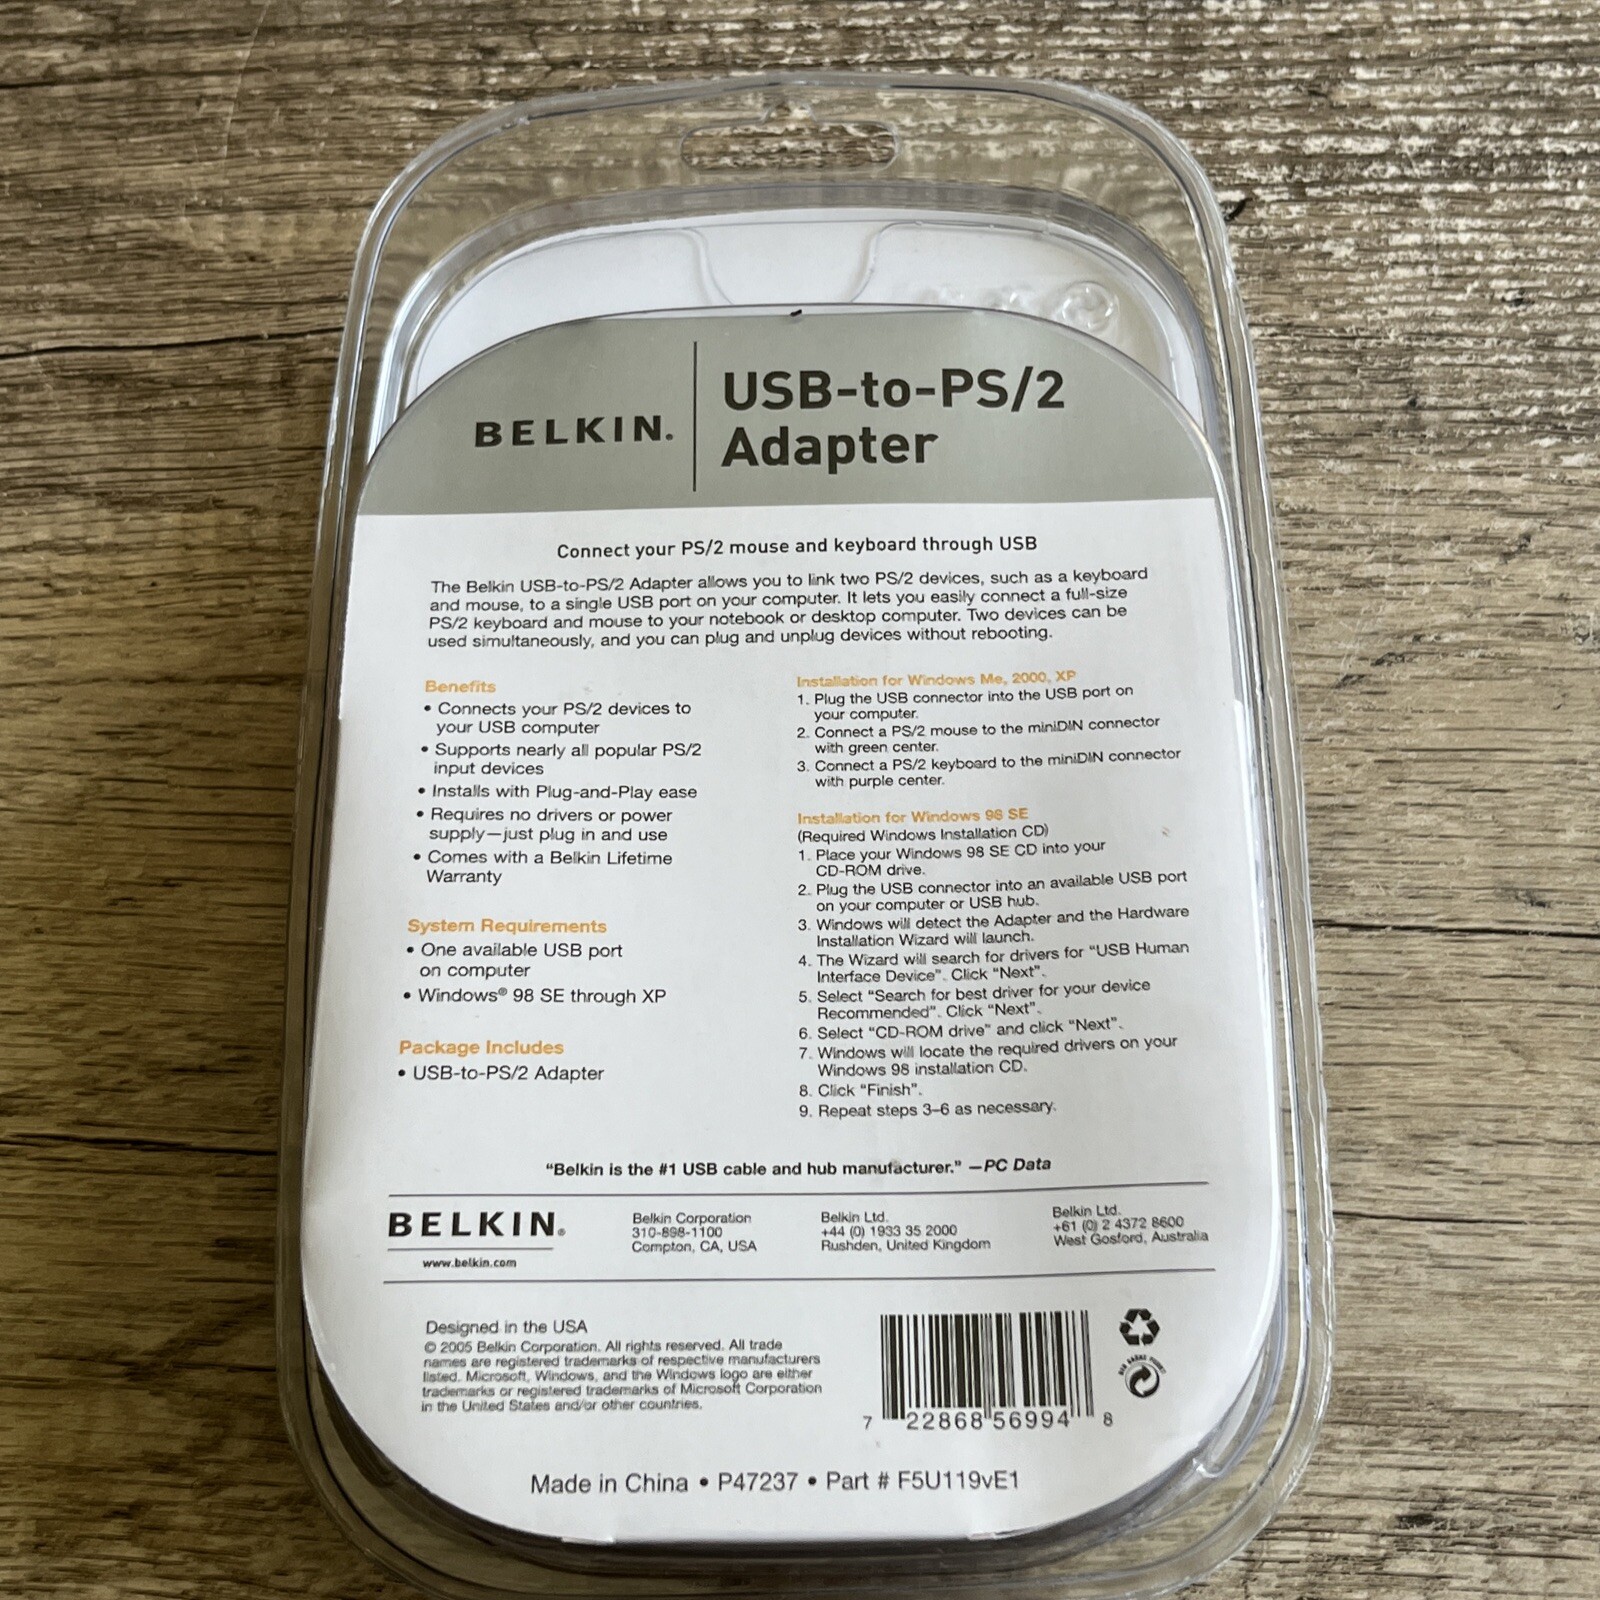 BELKIN.
USB-to-PS/2
Adapter
Connect your PS/2 mouse and keyboard through USB
The Belkin USB-to-PS/2 Adapter allows you to link two PS/2 devices, such as a keyboard
and mouse, to a single USB port on your computer. It lets you easily connect a full-size
PS/2 keyboard and mouse to your notebook or desktop computer. Two devices can be
used simultaneously, and you can plug and unplug devices without rebooting.
Benefits
• Connects your PS/2 devices to
your USB computer
• Supports nearly all popular PS/2
input devices
• Installs with Plug-and-Play ease
• Requires no drivers or power
supply—just plug in and use
• Comes with a Belkin Lifetime
Warranty
System Requirements
• One available USB port
on computer
• Windows® 98 SE through XP
Package Includes
• USB-to-PS/2 Adapter
Installation for Windows Me, 2000, XP
1. Plug the USB connector into the USB port on
your computer.
2. Connect a PS/2 mouse to the miniDIN connector
with green center.
3. Connect a PS/2 keyboard to the miniDIN connector
with purple center.
Installation for Windows 98 SE
(Required Windows Installation CD)
1. Place your Windows 98 SE CD into your
CD-ROM drive.
2. Plug the USB connector into an available USB port
on your computer or USB hub.
3. Windows will detect the Adapter and the Hardware
Installation Wizard will launch.
4. The Wizard will search for drivers for “USB Human
Interface Device”. Click “Next”.
5. Select “Search for best driver for your device
Recommended”. Click “Next”.
6. Select “CD-ROM drive” and click “Next”.
7. Windows will locate the required drivers on your
Windows 98 installation CD.
8. Click “Finish”.
9. Repeat steps 3–6 as necessary.
“Belkin is the #1 USB cable and hub manufacturer.” —PC Data
BELKIN®
www.belkin.com
Belkin Corporation
310-898-1100
Compton, CA, USA
Belkin Ltd.
+44 (0) 1933 35 2000
Rushden, United Kingdom
Belkin Ltd.
+61 (0) 2 4372 8600
West Gosford, Australia
Designed in the USA
© 2005 Belkin Corporation. All rights reserved. All trade
names are registered trademarks of respective manufacturers
listed. Microsoft, Windows, and the Windows logo are either
trademarks or registered trademarks of Microsoft Corporation
in the United States and/or other countries.
7 22868 56994 8
Made in China • P47237 • Part # F5U119vE1